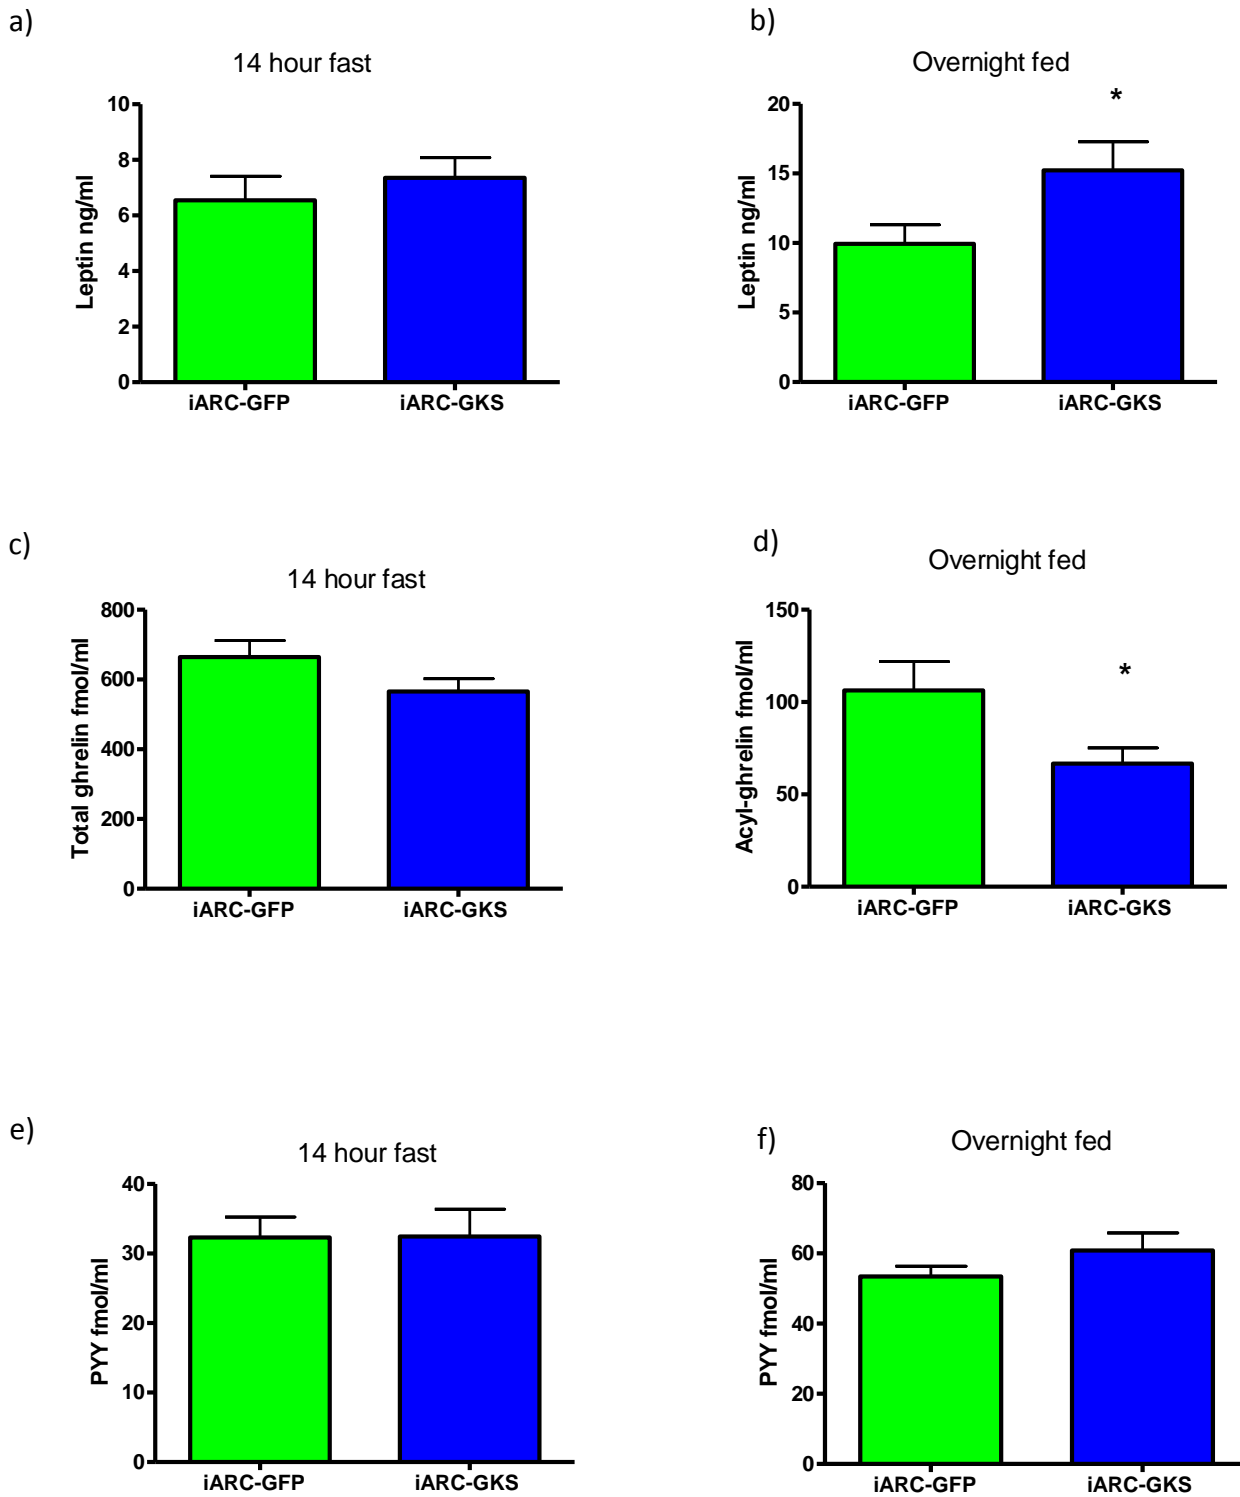 a)
14 hour fast
Leptin ng/ml
10
8
6
4
2
0
iARC-GFP
iARC-GKS
b)
Overnight fed
*
Leptin ng/ml
20
15
10
5
0
iARC-GFP
iARC-GKS
c)
14 hour fast
Total ghrelin fmol/ml
800
600
400
200
0
iARC-GFP
iARC-GKS
d)
Overnight fed
*
Acyl-ghrelin fmol/ml
150
100
50
0
iARC-GFP
iARC-GKS
e)
14 hour fast
PYY fmol/ml
40
30
20
10
0
iARC-GFP
iARC-GKS
f)
Overnight fed
PYY fmol/ml
80
60
40
20
0
iARC-GFP
iARC-GKS